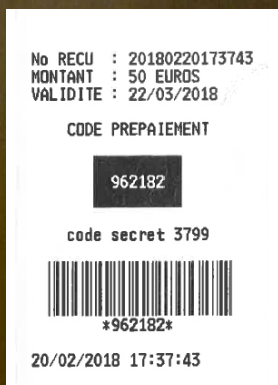 No RECU : 20180220173743
MONTANT : 50 EUROS
VALIDITE : 22/03/2018
CODE PREPAIEMENT
962182
code secret 3799
*962182*
20/02/2018 17:37:43